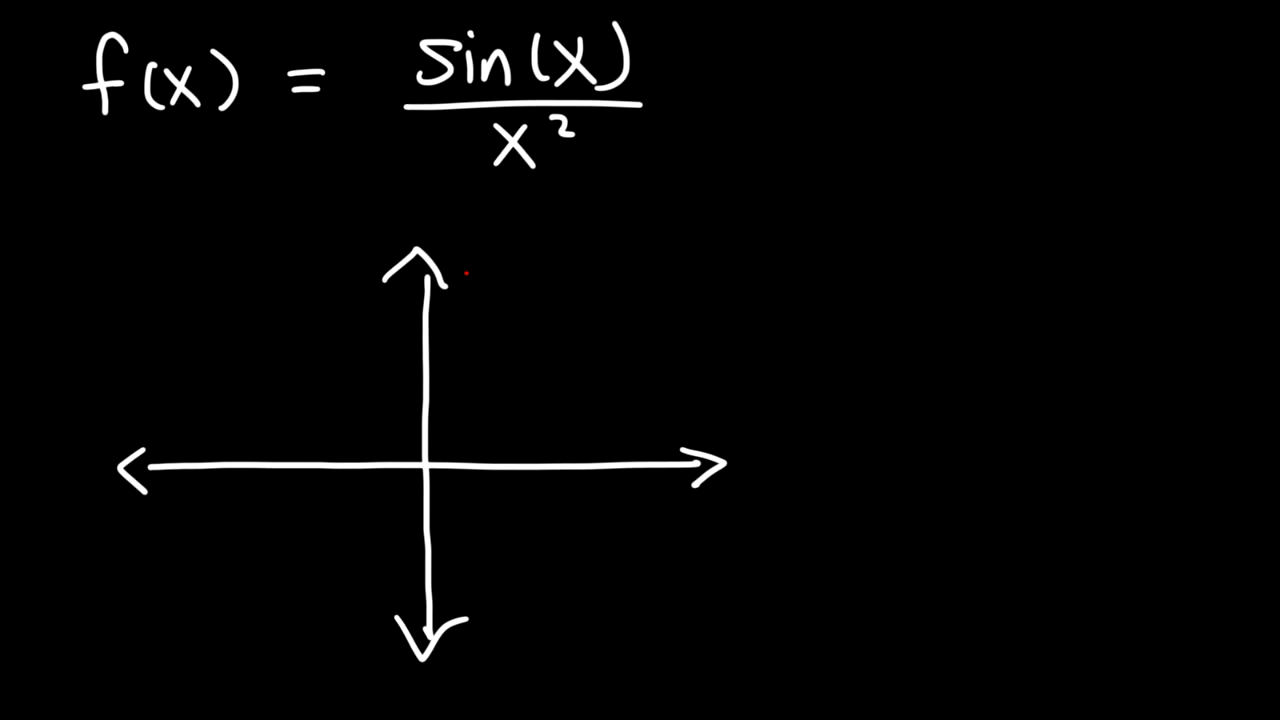 f(x) = sin(x)
x²